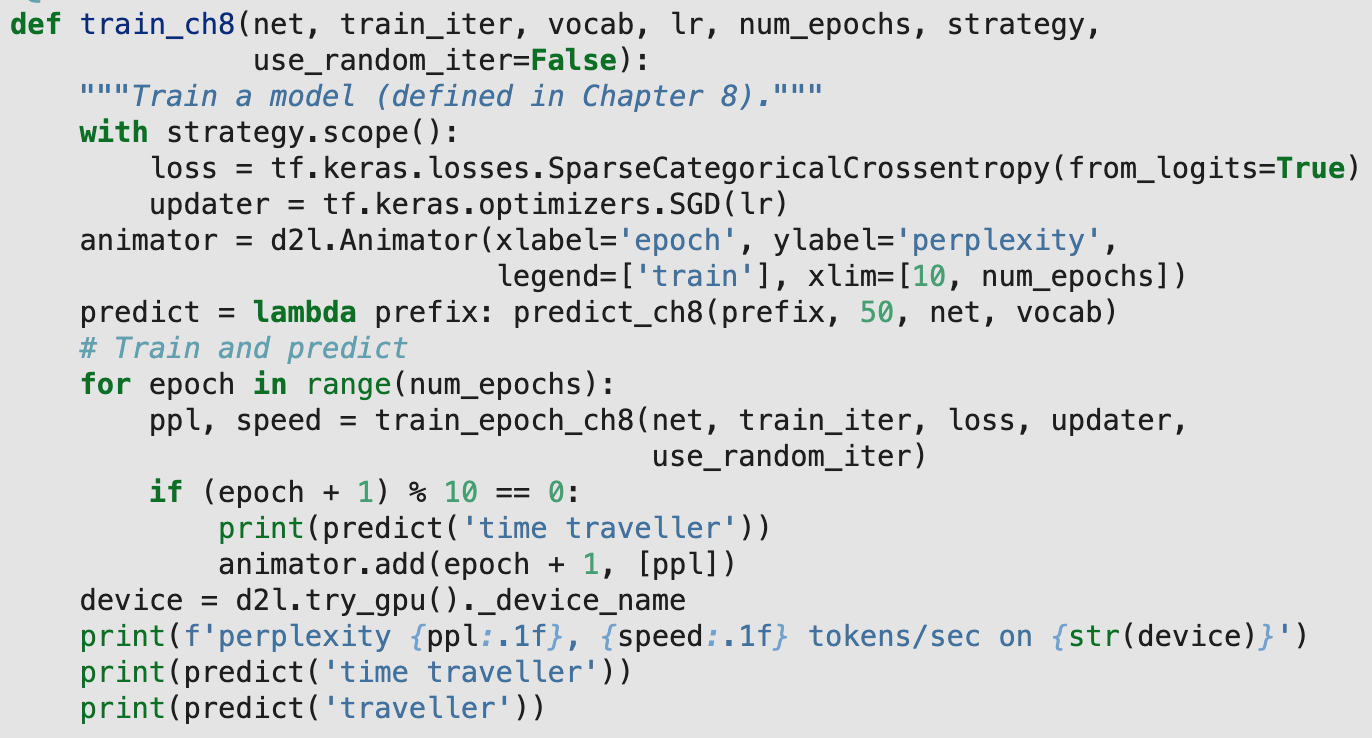 def train_ch8(net, train_iter, vocab, lr, num_epochs, strategy,
              use_random_iter=False):
    """Train a model (defined in Chapter 8)."""
    with strategy.scope():
        loss = tf.keras.losses.SparseCategoricalCrossentropy(from_logits=True)
        updater = tf.keras.optimizers.SGD(lr)
    animator = d2l.Animator(xlabel='epoch', ylabel='perplexity',
                            legend=['train'], xlim=[10, num_epochs])
    predict = lambda prefix: predict_ch8(prefix, 50, net, vocab)
    # Train and predict
    for epoch in range(num_epochs):
        ppl, speed = train_epoch_ch8(net, train_iter, loss, updater,
                                     use_random_iter)
        if (epoch + 1) % 10 == 0:
            print(predict('time traveller'))
            animator.add(epoch + 1, [ppl])
    device = d2l.try_gpu()._device_name
    print(f'perplexity {ppl:.1f}, {speed:.1f} tokens/sec on {str(device)}')
    print(predict('time traveller'))
    print(predict('traveller'))